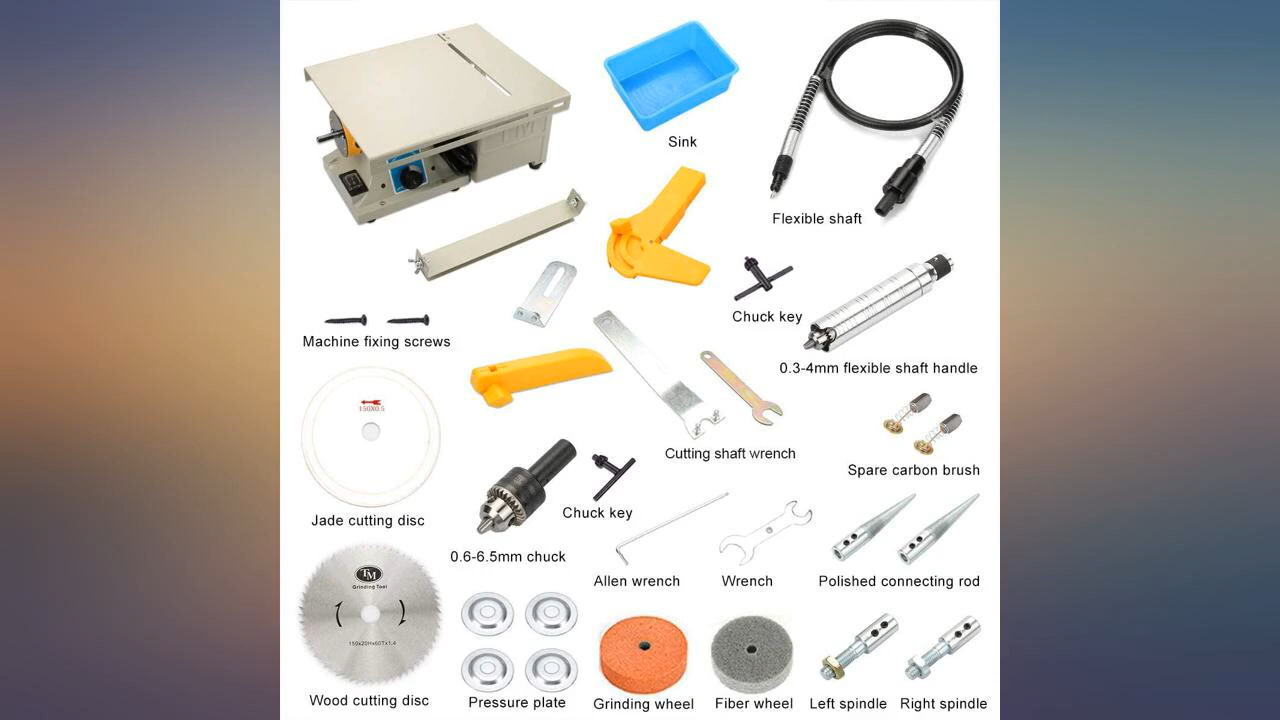 Sink
Flexible shaft
Chuck key
Machine fixing screws
0.3-4mm flexible shaft handle
150X0.5
Cutting shaft wrench
Spare carbon brush
Jade cutting disc
Chuck key
0.6-6.5mm chuck
Allen wrench
Wrench
Polished connecting rod
TM
Grinding Tool
150x20Hx60Tx1.4
Wood cutting disc
Pressure plate
Grinding wheel
Fiber wheel
Left spindle
Right spindle